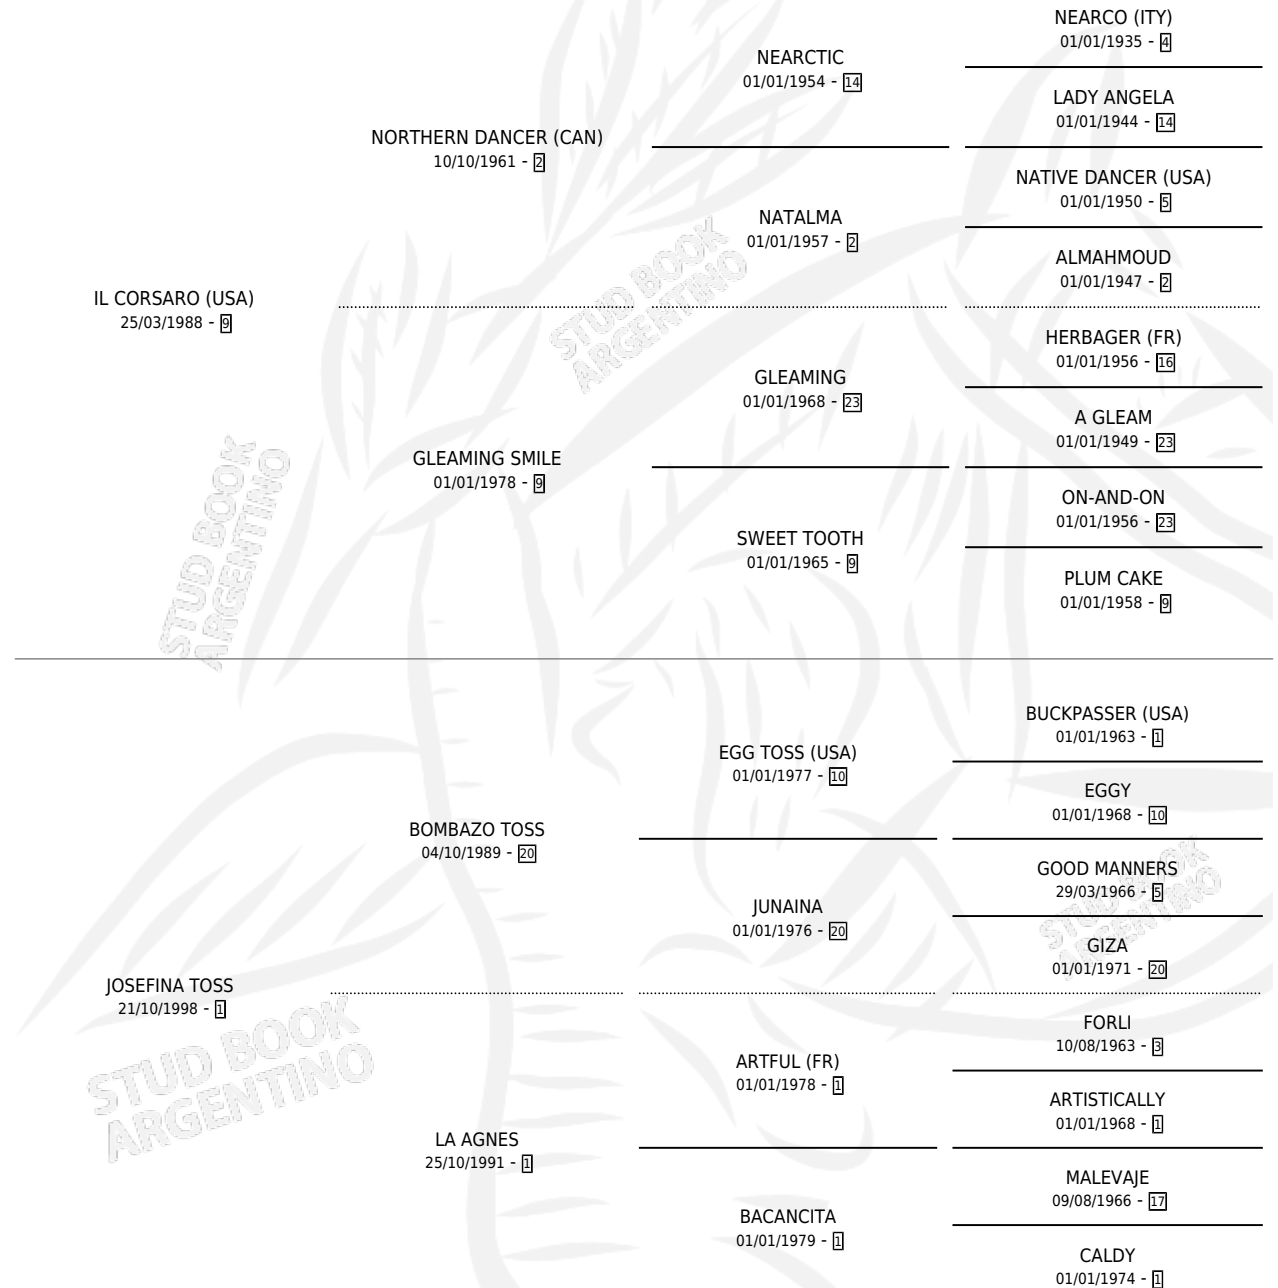 NEARCO (ITY)
01/01/1935 - 4
NEARCTIC
01/01/1954 - 14
LADY ANGELA
01/01/1944 - 14
NORTHERN DANCER (CAN)
10/10/1961 - 2
NATIVE DANCER (USA)
01/01/1950 - 5
NATALMA
01/01/1957 - 2
ALMAHMOUD
01/01/1947 - 2
IL CORSARO (USA)
25/03/1988 - 9
STUD BOOK
ARGENTINO
HERBAGER (FR)
01/01/1956 - 16
GLEAMING
01/01/1968 - 23
A GLEAM
01/01/1949 - 23
GLEAMING SMILE
01/01/1978 - 9
STUD BOOK
ARGENTINO
ON-AND-ON
01/01/1956 - 23
SWEET TOOTH
01/01/1965 - 9
PLUM CAKE
01/01/1958 - 9
BUCKPASSER (USA)
01/01/1963 - 1
EGG TOSS (USA)
01/01/1977 - 10
EGGY
01/01/1968 - 10
BOMBAZO TOSS
04/10/1989 - 20
GOOD MANNERS
29/03/1966 - 5
STUD BOOK
ARGENTINO
JUNAINA
01/01/1976 - 20
GIZA
01/01/1971 - 20
JOSEFINA TOSS
21/10/1998 - 1
STUD BOOK
ARGENTINO
FORLI
10/08/1963 - 3
ARTFUL (FR)
01/01/1978 - 1
ARTISTICALLY
01/01/1968 - 1
LA AGNES
25/10/1991 - 1
MALEVAJE
09/08/1966 - 17
BACANCITA
01/01/1979 - 1
CALDY
01/01/1974 - 1